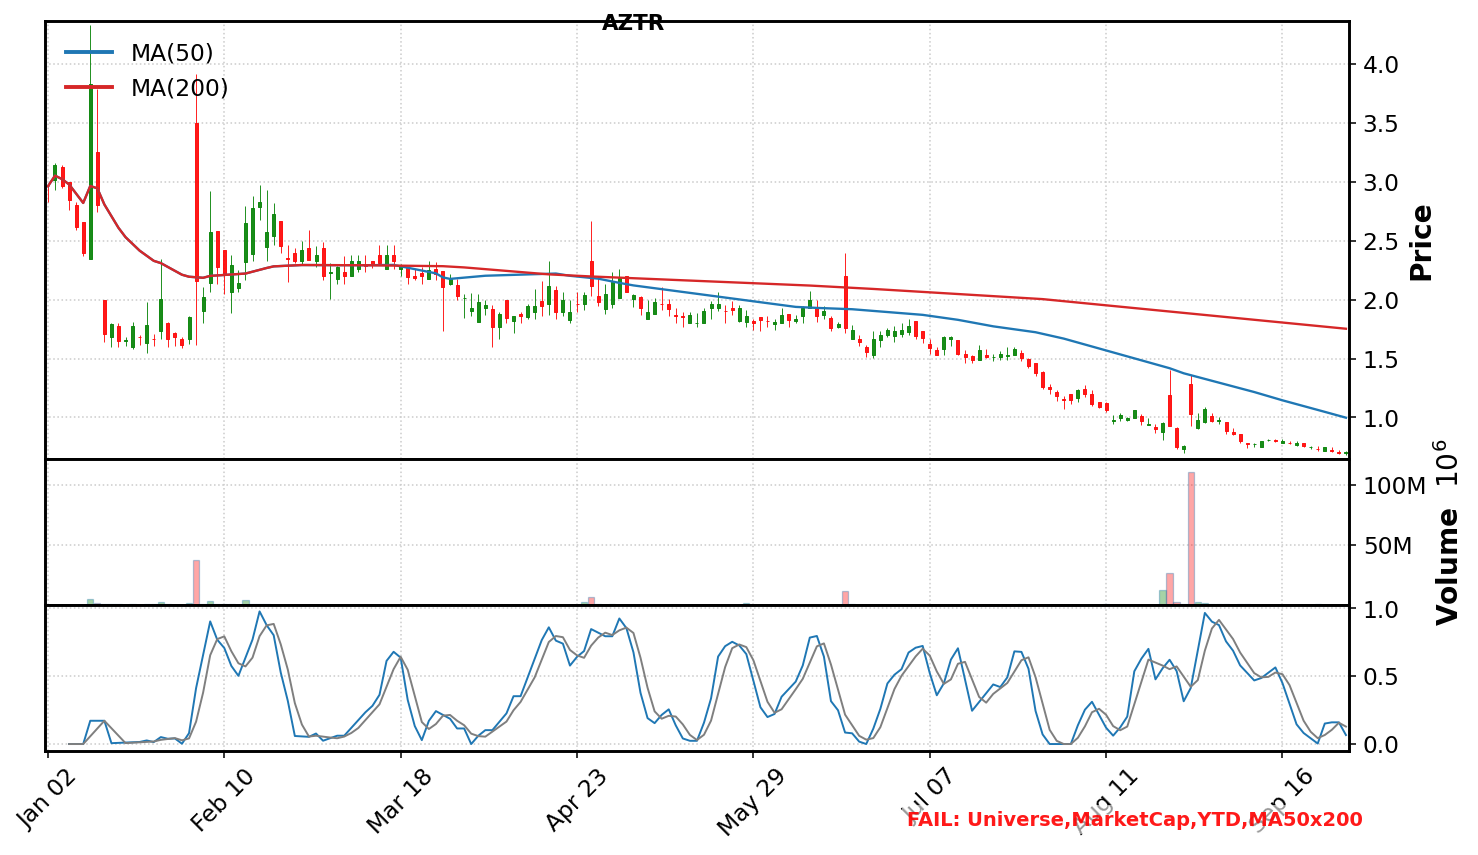 AZTR
MA(50)
MA(200)
4.0
3.5
3.0
2.5
2.0
1.5
1.0
Price
100M
50M
Volume 10^6
1.0
0.5
0.0
Jan 02
Feb 10
Mar 18
Apr 23
May 29
Jul 07
Aug 11
Sep 16
FAIL: Universe,MarketCap,YTD,MA50x200